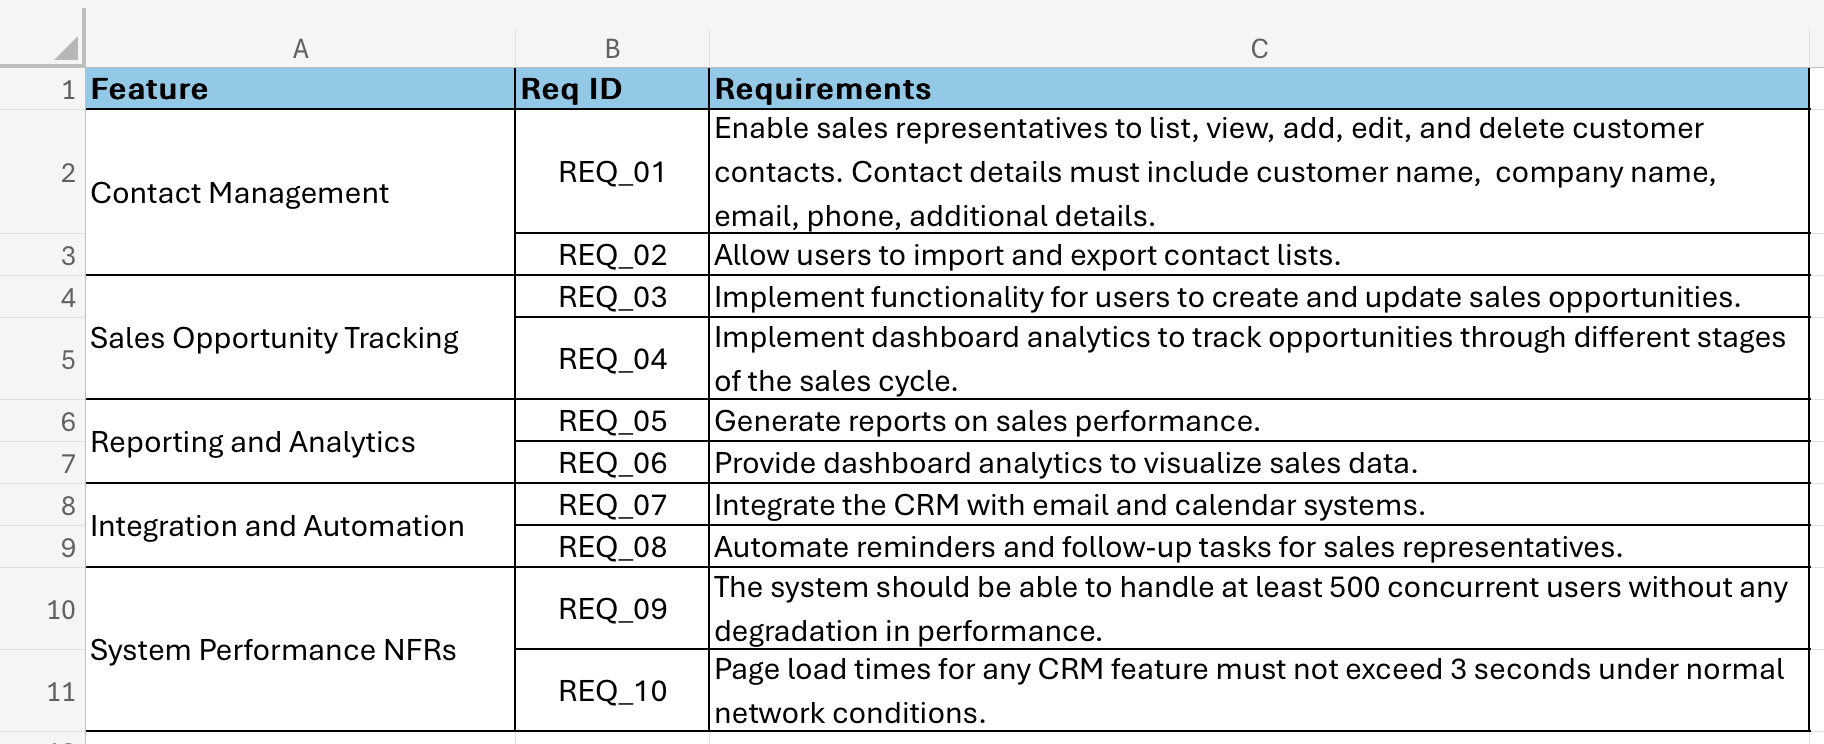 A B C
1 Feature Req ID Requirements
Enable sales representatives to list, view, add, edit, and delete customer
2 Contact Management REQ_01 contacts. Contact details must include customer name,  company name,
email, phone, additional details.
3 REQ_02 Allow users to import and export contact lists.
4 REQ_03 Implement functionality for users to create and update sales opportunities.
Sales Opportunity Tracking Implement dashboard analytics to track opportunities through different stages
5 REQ_04 of the sales cycle.
6 REQ_05 Generate reports on sales performance.
Reporting and Analytics
7 REQ_06 Provide dashboard analytics to visualize sales data.
8 REQ_07 Integrate the CRM with email and calendar systems.
Integration and Automation
9 REQ_08 Automate reminders and follow-up tasks for sales representatives.
The system should be able to handle at least 500 concurrent users without any
10 REQ_09 degradation in performance.
System Performance NFRs Page load times for any CRM feature must not exceed 3 seconds under normal
11 REQ_10 network conditions.